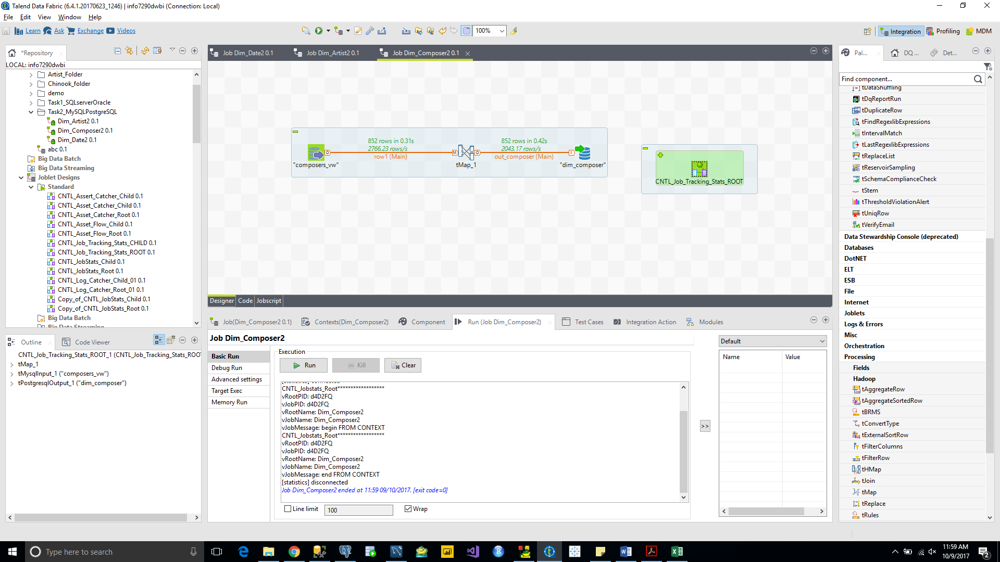 Talend Data Fabric (6.4.1.20170623_1246) | info7290dwbi (Connection: Local)
File Edit View Window Help
Learn Ask Exchange Videos
100%
Integration Profiling MDM
*Repository
LOCAL: info7290dwbi
Artist_Folder
Chinook_folder
demo
Task1_SQLserverOracle
Task2_MySQLPostgreSQL
Dim_Artist2 0.1
Dim_Composer2 0.1
Dim_Date2 0.1
abc 0.1
Big Data Batch
Big Data Streaming
Joblet Designs
Standard
CNTL_Assert_Catcher_Child 0.1
CNTL_Asset_Catcher_Child 0.1
CNTL_Asset_Catcher_Root 0.1
CNTL_Asset_Flow_Child 0.1
CNTL_Asset_Flow_Root 0.1
CNTL_Job_Tracking_Stats_CHILD 0.1
CNTL_Job_Tracking_Stats_ROOT 0.1
CNTL_JobStats_Child 0.1
CNTL_JobStats_Root 0.1
CNTL_Log_Catcher_Child_01 0.1
CNTL_Log_Catcher_Root_01 0.1
Copy_of_CNTL_JobStats_Child 0.1
Copy_of_CNTL_JobStats_Root 0.1
Big Data Batch
Big Data Streaming
Outline Code Viewer
CNTL_Job_Tracking_Stats_ROOT_1 (CNTL_Job_Tracking_Stats_ROO
tMap_1
tMysqlInput_1 ("composers_vw")
tPostgresqlOutput_1 ("dim_composer")
Job Dim_Date2 0.1 Job Dim_Artist2 0.1 Job Dim_Composer2 0.1
852 rows in 0.31s
2766.23 rows/s
row1 (Main)
852 rows in 0.42s
2043.17 rows/s
out_composer (Main)
O M O I
"composers_vw" tMap_1 "dim_composer"
CNTL_Job_Tracking_Stats_ROOT
Designer Code Jobscript
Job(Dim_Composer2 0.1) Contexts(Dim_Composer2) Component Run (Job Dim_Composer2) Test Cases Integration Action Modules
Job Dim_Composer2
Basic Run
Debug Run
Advanced settings
Target Exec
Memory Run
Execution
Run Kill Clear
[statistics] connected
CNTL_Jobstats_Root******************
vRootPID: d4D2FQ
vJobPID: d4D2FQ
vRootName: Dim_Composer2
vJobName: Dim_Composer2
vJobMessage: begin FROM CONTEXT
CNTL_Jobstats_Root******************
vRootPID: d4D2FQ
vJobPID: d4D2FQ
vRootName: Dim_Composer2
vJobName: Dim_Composer2
vJobMessage: end FROM CONTEXT
[statistics] disconnected
Job Dim_Composer2 ended at 11:59 09/10/2017. [exit code=0]
Line limit 100 Wrap
>>
Default
Name Value
Pal... DQ ... Det...
Find component...
tDataShuffling
tDqReportRun
tDuplicateRow
tFindRegexlibExpressions
tIntervalMatch
tLastRegexlibExpressions
tReplaceList
tReservoirSampling
tSchemaComplianceCheck
tStem
tThresholdViolationAlert
tUniqRow
tVerifyEmail
Data Stewardship Console (deprecated)
Databases
DotNET
ELT
ESB
File
Internet
Joblets
Logs & Errors
Misc
Orchestration
Processing
Fields
Hadoop
tAggregateRow
tAggregateSortedRow
tBRMS
tConvertType
tExternalSortRow
tFilterColumns
tFilterRow
tHMap
tJoin
tMap
tReplace
tRules
Type here to search
11:59 AM
10/9/2017
2